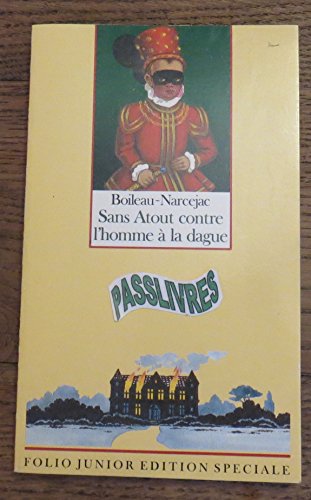 Boileau-Narcejac
Sans Atout contre
l'homme à la dague
PASSLIVRES
FOLIO JUNIOR EDITION SPECIALE